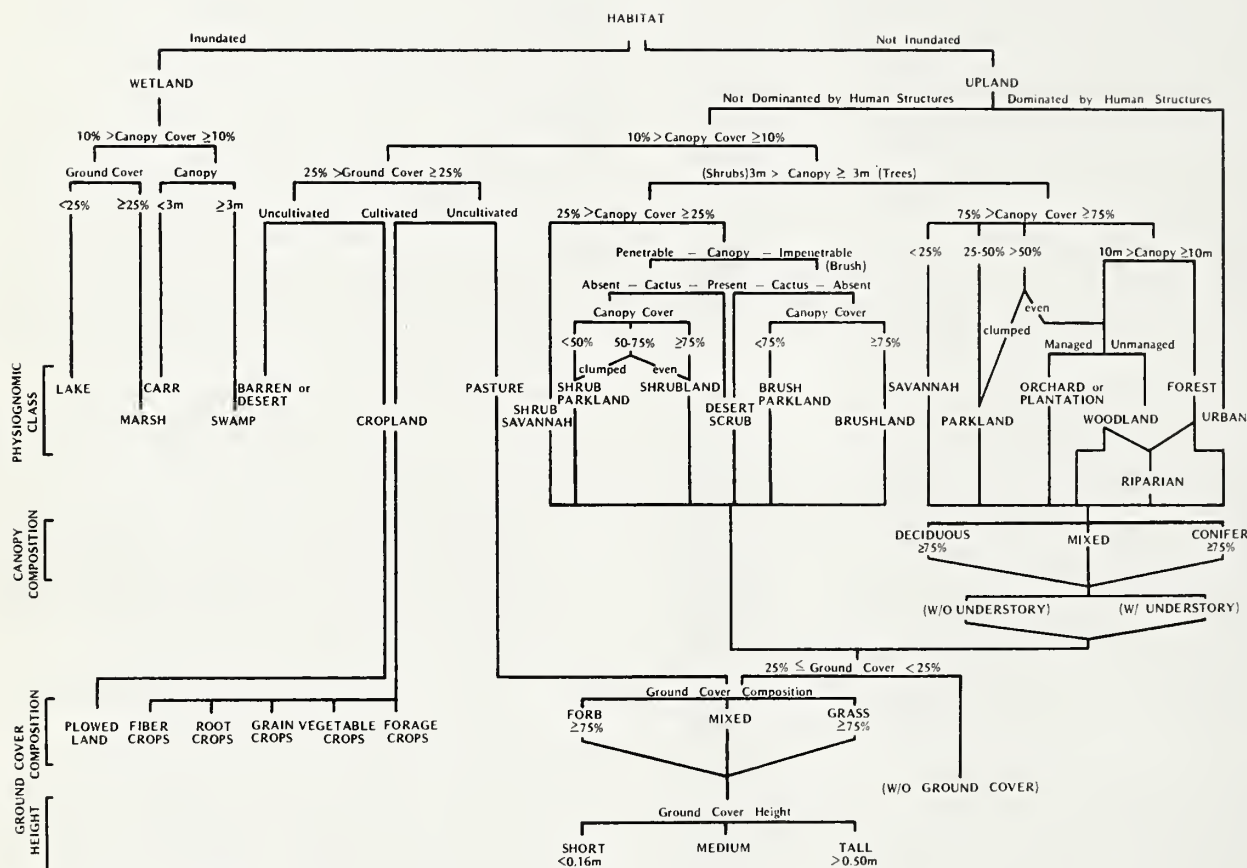 HABITAT
Inundated
Not Inundated
WETLAND
UPLAND
Not Dominanted by Human Structures
Dominated by Human Structures
10% >Canopy Cover ≥10%
10% > Canopy Cover ≥10%
Ground Cover
Canopy
25% >Ground Cover ≥ 25%
(Shrubs)3m > Canopy ≥ 3m (Trees)
<25%
≥25%
<3m
≥3m
Uncultivated
Cultivated
Uncultivated
25% >Canopy Cover ≥25%
75% >Canopy Cover ≥75%
Penetrable – Canopy – Impenetrable
(Brush)
<25%
25-50%
>50%
10m >Canopy ≥10m
Absent – Cactus – Present – Cactus – Absent
Canopy Cover
Canopy Cover
even
clumped
<50%
50-75%
≥75%
<75%
≥75%
Managed
Unmanaged
clumped
even
PHYSIOGNOMIC
CLASS
LAKE
CARR
BARREN or
DESERT
PASTURE
SHRUB
PARKLAND
SHRUBLAND
BRUSH
PARKLAND
SAVANNAH
ORCHARD or
PLANTATION
FOREST
MARSH
SWAMP
CROPLAND
SHRUB
SAVANNAH
DESERT
SCRUB
BRUSHLAND
PARKLAND
WOODLAND
URBAN
RIPARIAN
CANOPY
COMPOSITION
DECIDUOUS
≥75%
MIXED
CONIFER
≥75%
(W/O UNDERSTORY)
(W/ UNDERSTORY)
25% ≤ Ground Cover < 25%
GROUND COVER
COMPOSITION
Ground Cover Composition
PLOWED
LAND
FIBER
CROPS
ROOT
CROPS
GRAIN
CROPS
VEGETABLE
CROPS
FORAGE
CROPS
FORB
≥75%
MIXED
GRASS
≥75%
(W/O GROUND COVER)
HEIGHT
Ground Cover Height
SHORT
<0.16m
MEDIUM
TALL
>0.50m